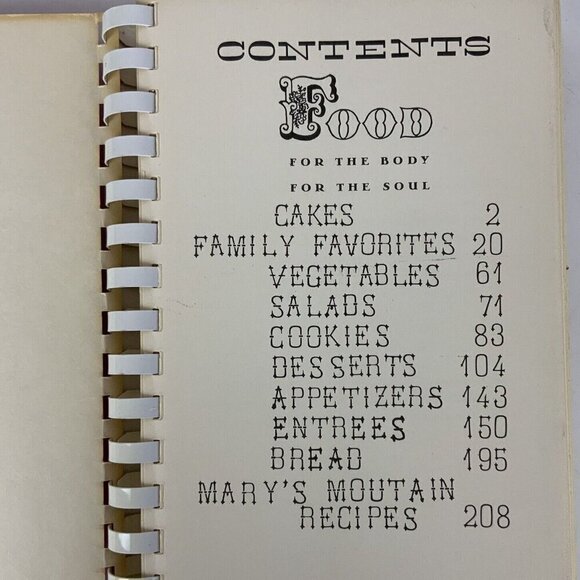 CONTENTS
FOOD
FOR THE BODY
FOR THE SOUL
CAKES 2
FAMILY FAVORITES 20
VEGETABLES 61
SALADS 71
COOKIES 83
DESSERTS 104
APPETIZERS 143
ENTREES 150
BREAD 195
MARY'S MOUTAIN
RECIPES 208